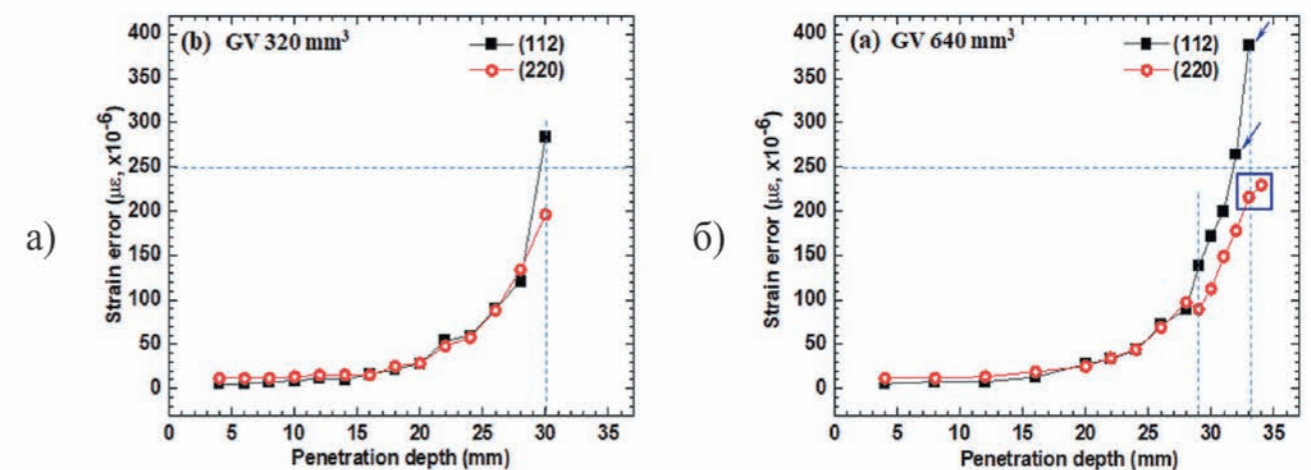 а)
(b) GV 320 mm³
(112)
(220)
Strain error (με, x10⁻⁶)
400
350
300
250
200
150
100
50
0
0 5 10 15 20 25 30 35
Penetration depth (mm)
б)
(a) GV 640 mm³
(112)
(220)
Strain error (με, x10⁻⁶)
400
350
300
250
200
150
100
50
0
0 5 10 15 20 25 30 35
Penetration depth (mm)